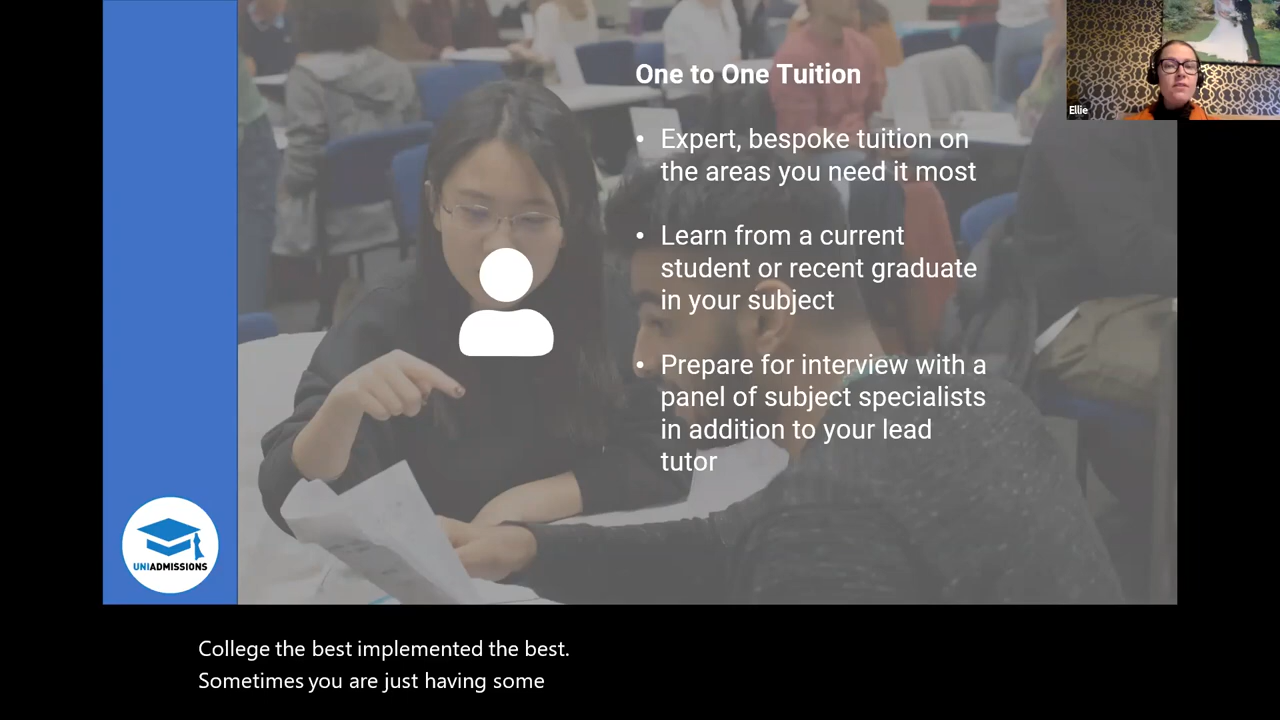 One to One Tuition
Ellie
• Expert, bespoke tuition on
the areas you need it most
• Learn from a current
student or recent graduate
in your subject
• Prepare for interview with a
panel of subject specialists
in addition to your lead
tutor
UNIADMISSIONS
College the best implemented the best.
Sometimes you are just having some